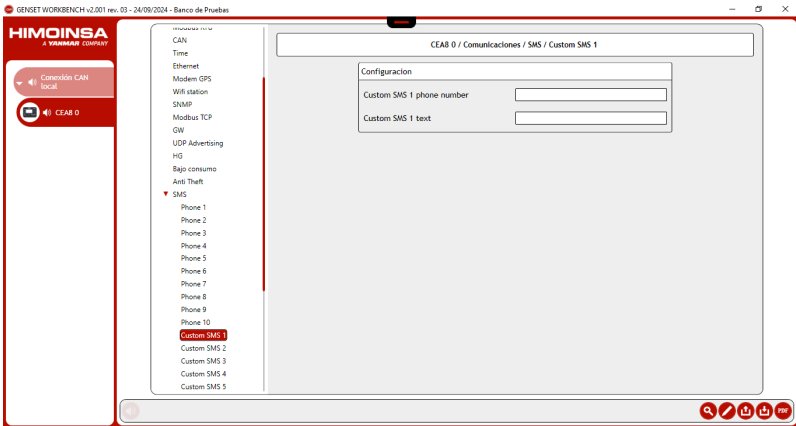 GENSET WORKBENCH v2.001 rev. 03 - 24/09/2024 - Banco de Pruebas
HIMOINSA
A YANMAR COMPANY
Conexión CAN
local
CEA8 0
Modbus RTU
CAN
Time
Ethernet
Modem GPS
Wifi station
SNMP
Modbus TCP
GW
UDP Advertising
HG
Bajo consumo
Anti Theft
SMS
Phone 1
Phone 2
Phone 3
Phone 4
Phone 5
Phone 6
Phone 7
Phone 8
Phone 9
Phone 10
Custom SMS 1
Custom SMS 2
Custom SMS 3
Custom SMS 4
Custom SMS 5
CEA8 0 / Comunicaciones / SMS / Custom SMS 1
Configuracion
Custom SMS 1 phone number
Custom SMS 1 text
PDF